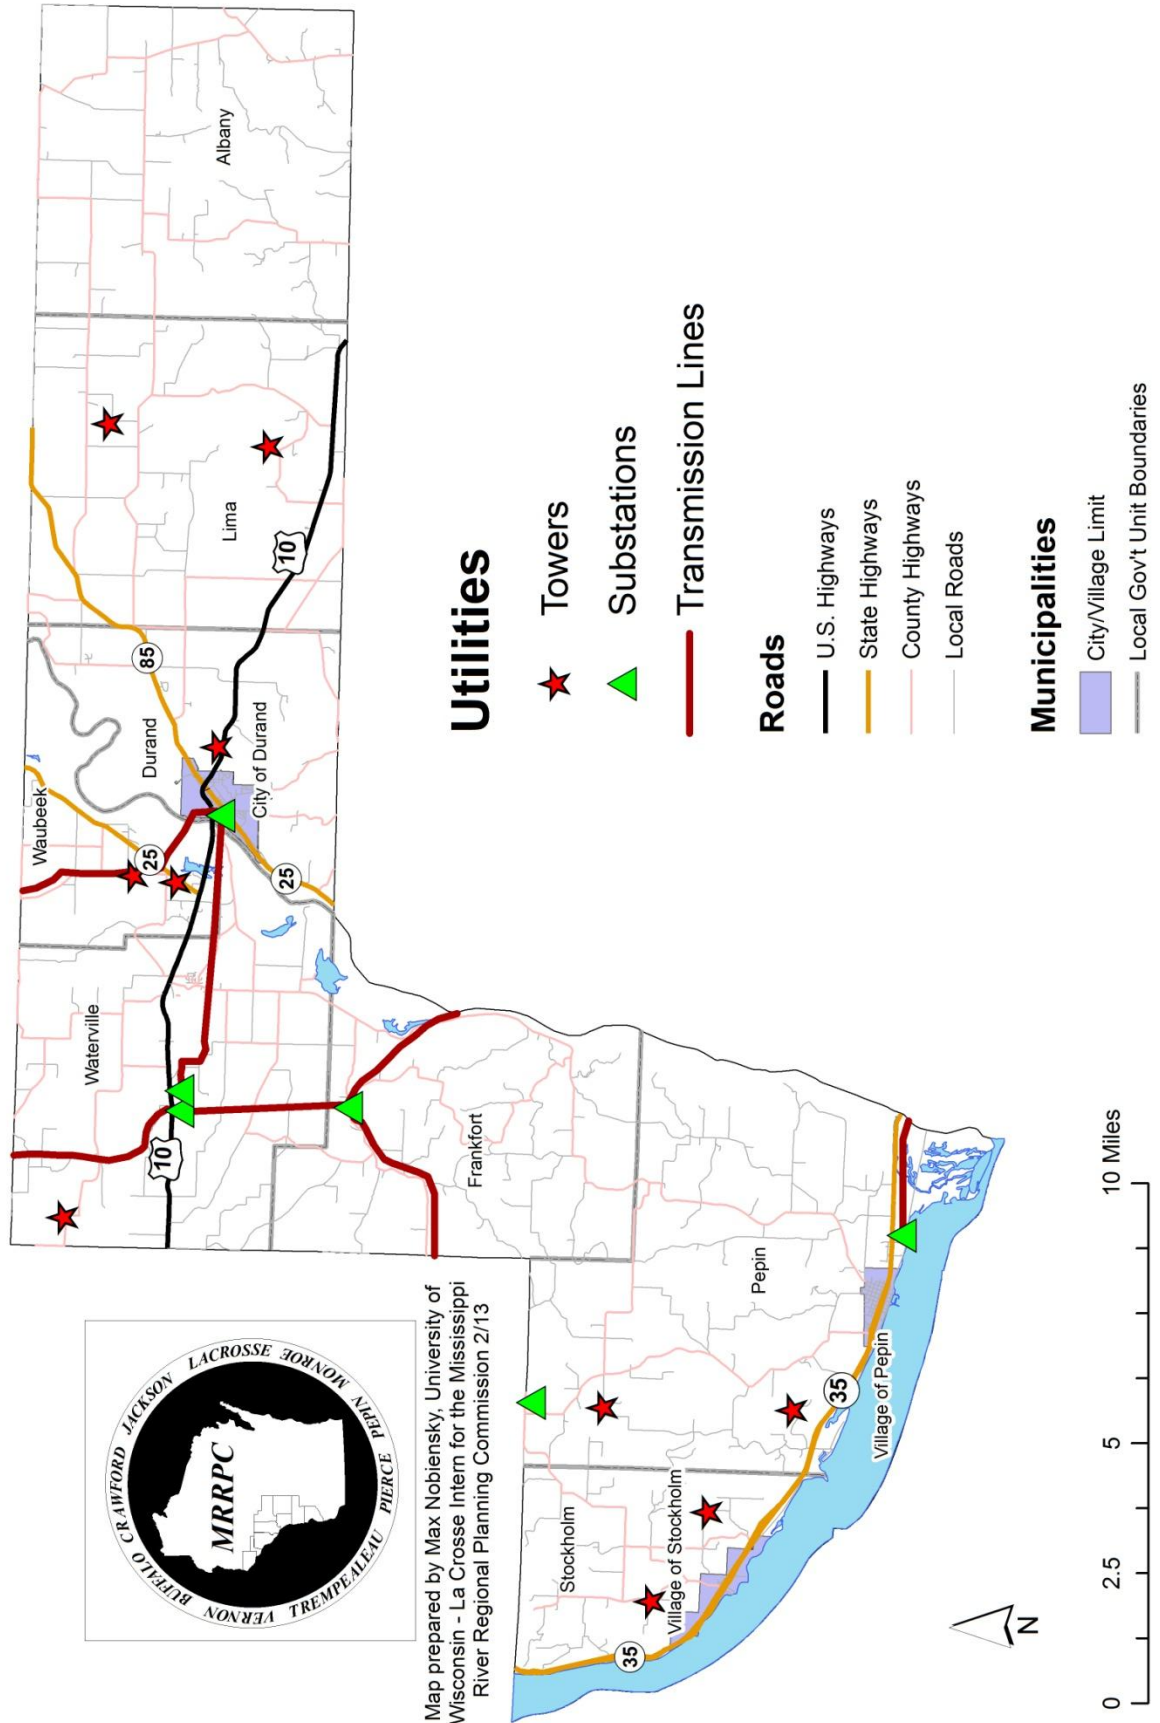 Albany
Lima
10
85
Durand
City of Durand
Waubeek
25
25
Waterville
10
Frankfort
Pepin
Village of Pepin
35
Stockholm
Village of Stockholm
35
BUFFALO CRAWFORD JACKSON LACROSSE MONROE PEPIN PIERCE TREMPEALEAU VERNON
MRRPC
Map prepared by Max Nobiensky, University of
Wisconsin - La Crosse Intern for the Mississippi
River Regional Planning Commission 2/13
Utilities
Towers
Substations
Transmission Lines
Roads
U.S. Highways
State Highways
County Highways
Local Roads
Municipalities
City/Village Limit
Local Gov't Unit Boundaries
N
0 2.5 5 10 Miles